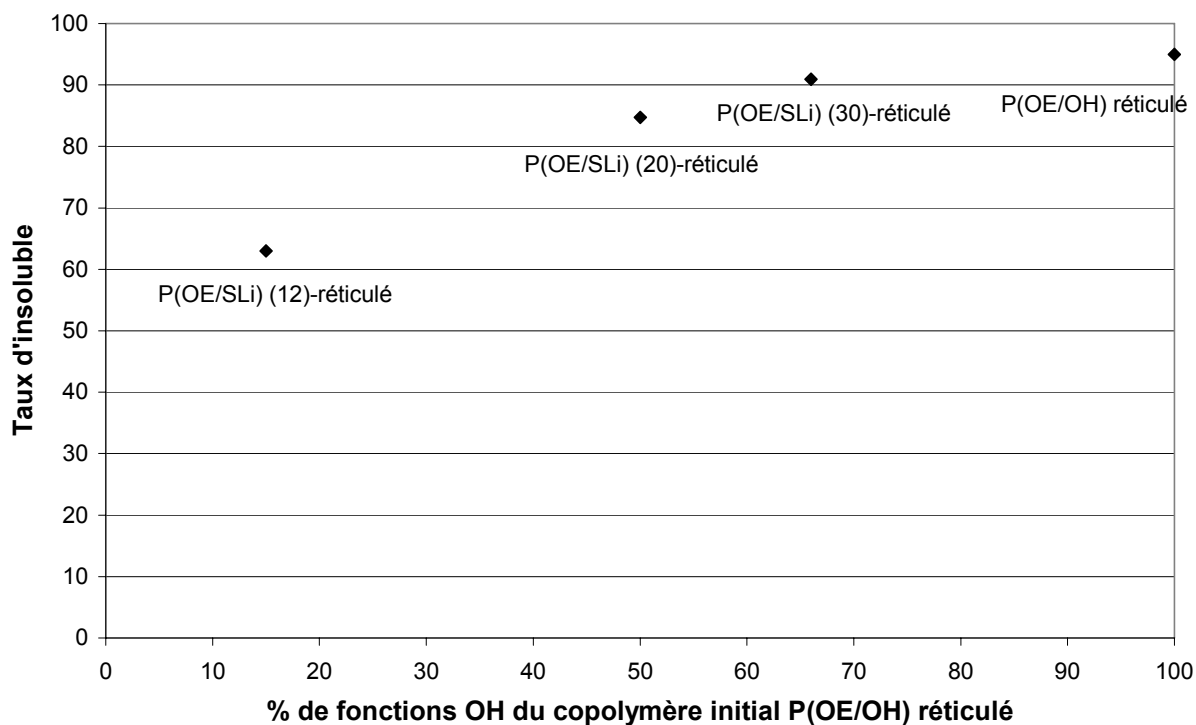 100
90
80
70
60
50
40
30
20
10
0
Taux d'insoluble
P(OE/SLi) (12)-réticulé
P(OE/SLi) (20)-réticulé
P(OE/SLi) (30)-réticulé
P(OE/OH) réticulé
0 10 20 30 40 50 60 70 80 90 100
% de fonctions OH du copolymère initial P(OE/OH) réticulé